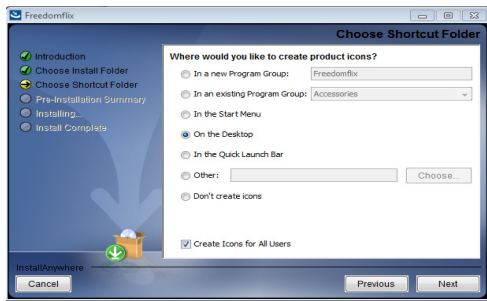 Freedomflix
Choose Shortcut Folder
Introduction
Choose Install Folder
Choose Shortcut Folder
Pre-Installation Summary
Installing...
Install Complete
Where would you like to create product icons?
In a new Program Group: Freedomflix
In an existing Program Group: Accessories
In the Start Menu
On the Desktop
In the Quick Launch Bar
Other: Choose...
Don't create icons
Create Icons for All Users
InstallAnywhere
Cancel Previous Next